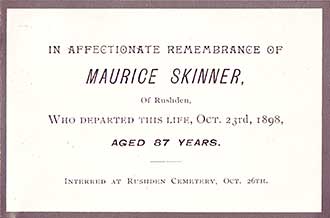 IN AFFECTIONATE REMEMBRANCE OF
MAURICE SKINNER,
Of Rushden,
WHO DEPARTED THIS LIFE, OCT. 23rd, 1898,
AGED 87 YEARS.
INTERRED AT RUSHDEN CEMETERY, OCT. 26TH.